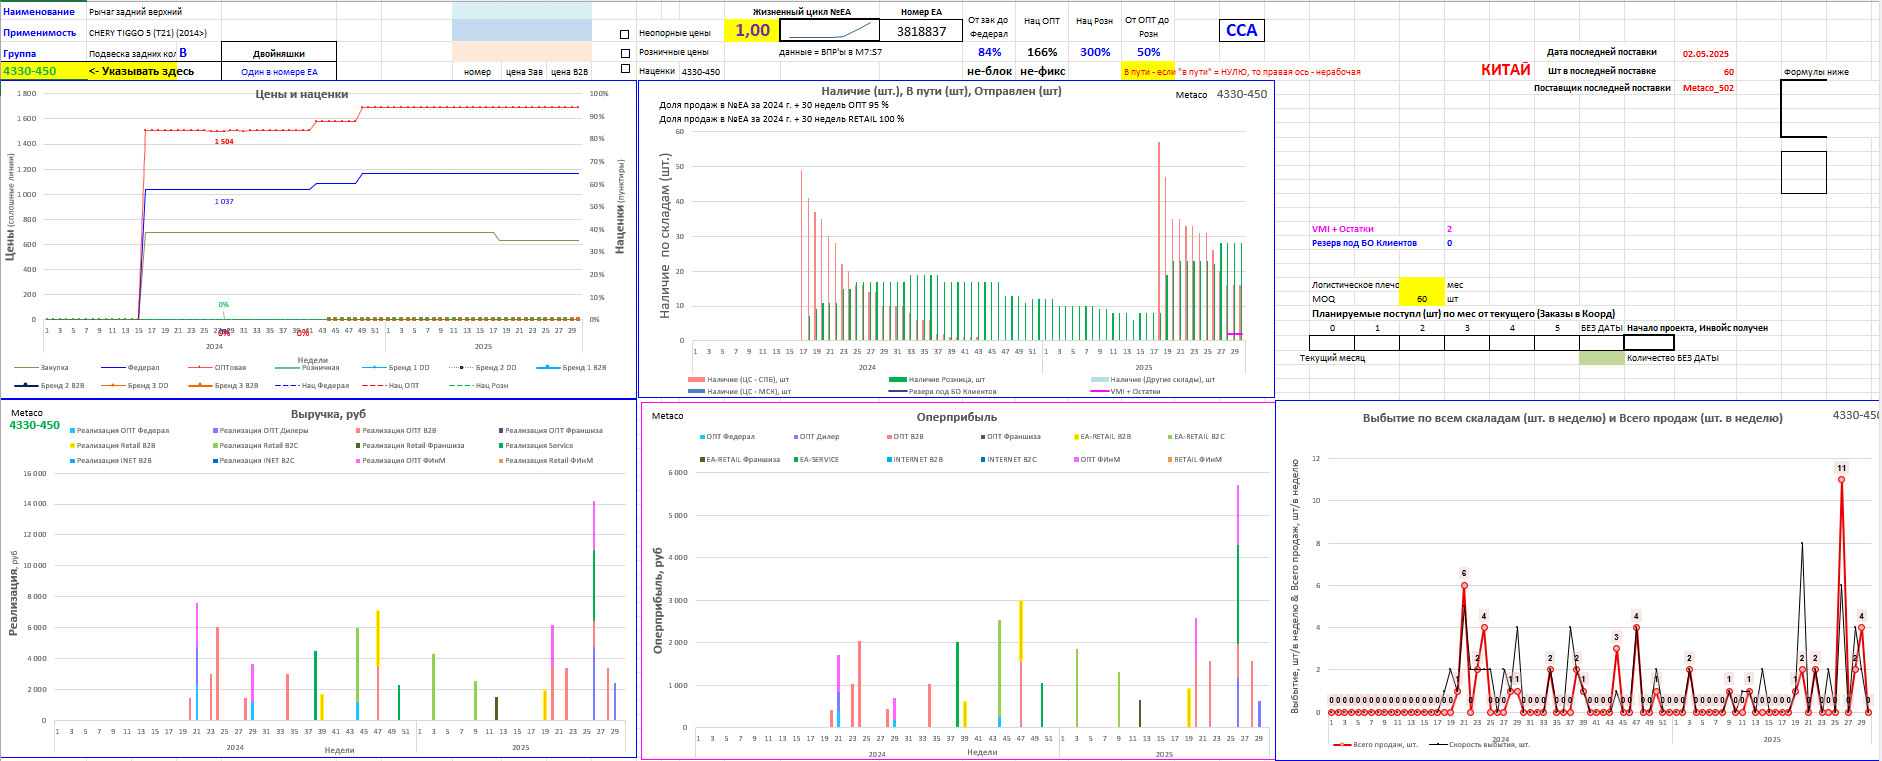 Наименование Рычаг задний верхний
Применимость CHERY TIGGO 5 (T21) (2014>)
Группа Подвеска задних кол В Двойняшки
4330-450 <- Указывать здесь Один в номере ЕА
номер цена Зав цена B2B
Неопорные цены
Розничные цены
Наценки 4330-450
Жизненный цикл №ЕА Номер ЕА
1,00 3818837
данные = ВПР'ы в M7:S7
От зак до Федерал Нац ОПТ Нац Розн От ОПТ до Розн
84% 166% 300% 50%
не-блок не-фикс
В пути - если "в пути" = НУЛЮ, то правая ось - нерабочая
ССА
КИТАЙ
Дата последней поставки 02.05.2025
Шт в последней поставке 60
Поставщик последней поставки Metaco_502
Формулы ниже
Цены и наценки
Цены (сплошные линии)
Наценки (пунктиры)
1 800
1 600
1 400
1 200
1 000
800
600
400
200
0
100%
90%
80%
70%
60%
50%
40%
30%
20%
10%
0%
1 504
1 037
0%
0%
0%
1 3 5 7 9 11 13 15 17 19 21 23 25 27 29 31 33 35 37 39 41 43 45 47 49 51 1 3 5 7 9 11 13 15 17 19 21 23 25 27 29
2024 2025
Недели
Закупка Федерал ОПТовая Розничная Бренд 1 DD Бренд 2 DD Бренд 1 B2B
Бренд 2 B2B Бренд 3 DD Бренд 3 B2B Нац Федерал Нац ОПТ Нац Розн
Наличие (шт.), В пути (шт), Отправлен (шт)
Metaco 4330-450
Доля продаж в №ЕА за 2024 г. + 30 недель ОПТ 95 %
Доля продаж в №ЕА за 2024 г. + 30 недель RETAIL 100 %
Наличие по складам (шт.)
60
50
40
30
20
10
0
1 3 5 7 9 11 13 15 17 19 21 23 25 27 29 31 33 35 37 39 41 43 45 47 49 51 1 3 5 7 9 11 13 15 17 19 21 23 25 27 29
2024 2025
Наличие (ЦС - СПБ), шт Наличие Розница, шт Наличие (Другие склады), шт
Наличие (ЦС - МСК), шт Резерв под БО Клиентов VMI + Остатки
VMI + Остатки 2
Резерв под БО Клиентов 0
Логистическое плечо мес
MOQ 60 шт
Планируемые поступл (шт) по мес от текущего (Заказы в Коорд)
0 1 2 3 4 5 БЕЗ ДАТЫ Начало проекта, Инвойс получен
Текущий месяц Количество БЕЗ ДАТЫ
Metaco
4330-450
Выручка, руб
Реализация ОПТ Федерал Реализация ОПТ Дилеры Реализация ОПТ B2B Реализация ОПТ Франшиза
Реализация Retail B2B Реализация Retail B2C Реализация Retail Франшиза Реализация Service
Реализация INET B2B Реализация INET B2C Реализация ОПТ ФИнМ Реализация Retail ФИнМ
Реализация, руб
16 000
14 000
12 000
10 000
8 000
6 000
4 000
2 000
0
1 3 5 7 9 11 13 15 17 19 21 23 25 27 29 31 33 35 37 39 41 43 45 47 49 51 1 3 5 7 9 11 13 15 17 19 21 23 25 27 29
2024 Недели 2025
Metaco
Оперприбыль
ОПТ Федерал ОПТ Дилер ОПТ B2B ОПТ Франшиза EA-RETAIL B2B EA-RETAIL B2C
EA-RETAIL Франшиза EA-SERVICE INTERNET B2B INTERNET B2C ОПТ ФИнМ RETAIL ФИнМ
Оперприбыль, руб
6 000
5 000
4 000
3 000
2 000
1 000
0
1 3 5 7 9 11 13 15 17 19 21 23 25 27 29 31 33 35 37 39 41 43 45 47 49 51 1 3 5 7 9 11 13 15 17 19 21 23 25 27 29
2024 Недели 2025
Выбытие по всем скаладам (шт. в неделю) и Всего продаж (шт. в неделю)
4330-450
Выбытие, шт/в неделю & Всего продаж, шт/в неделю
12
10
8
6
4
2
0
6 4 2 1 1 2 2 1 3 4 1 2 1 1 1 2 2 11 2 4
1 3 5 7 9 11 13 15 17 19 21 23 25 27 29 31 33 35 37 39 41 43 45 47 49 51 1 3 5 7 9 11 13 15 17 19 21 23 25 27 29
2024 2025
Всего продаж, шт. Скорость выбытия, шт.